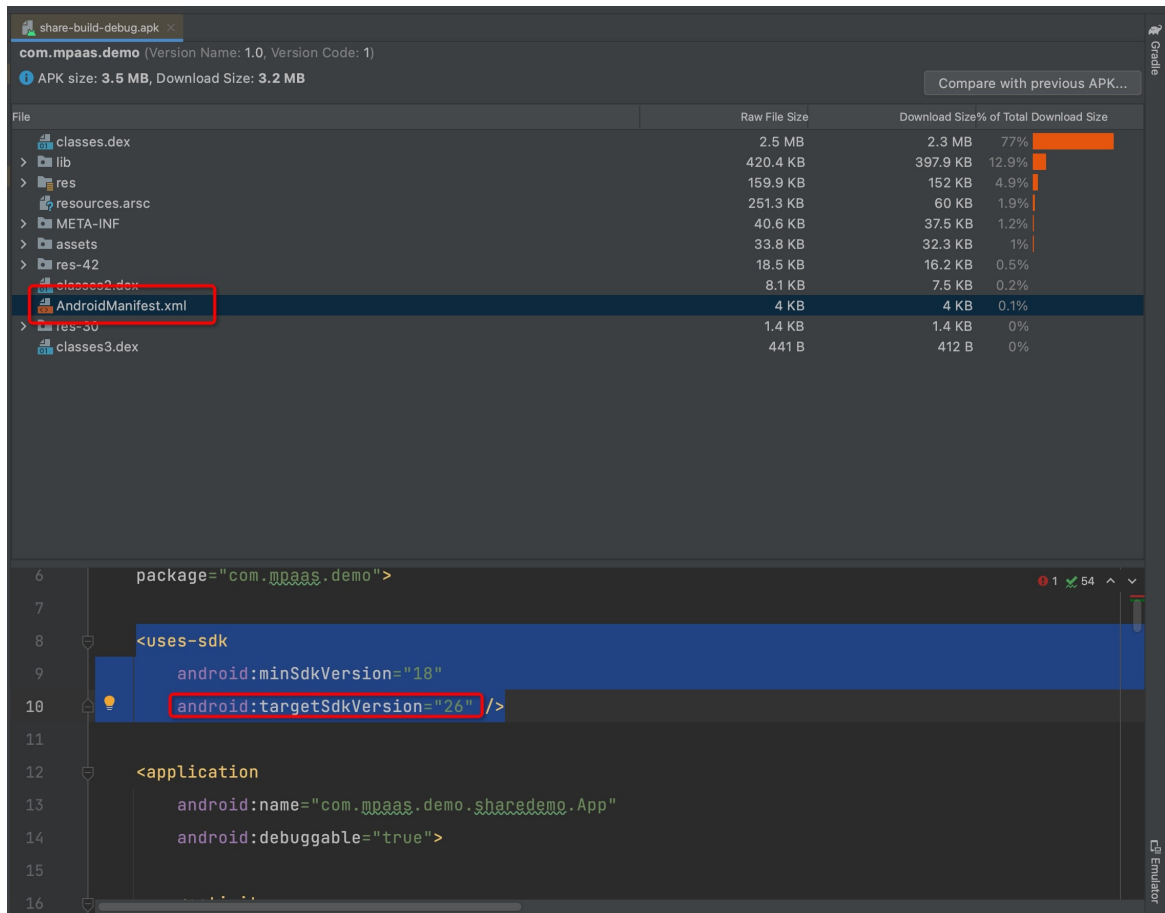 share-build-debug.apk
com.mpaas.demo (Version Name: 1.0, Version Code: 1)
APK size: 3.5 MB, Download Size: 3.2 MB
Compare with previous APK...
File Raw File Size Download Size % of Total Download Size
classes.dex 2.5 MB 2.3 MB 77%
lib 420.4 KB 397.9 KB 12.9%
res 159.9 KB 152 KB 4.9%
resources.arsc 251.3 KB 60 KB 1.9%
META-INF 40.6 KB 37.5 KB 1.2%
assets 33.8 KB 32.3 KB 1%
res-42 18.5 KB 16.2 KB 0.5%
classes2.dex 8.1 KB 7.5 KB 0.2%
AndroidManifest.xml 4 KB 4 KB 0.1%
res-30 1.4 KB 1.4 KB 0%
classes3.dex 441 B 412 B 0%
6 package="com.mpaas.demo">
1 54
7
8 <uses-sdk
9 android:minSdkVersion="18"
10 android:targetSdkVersion="26" />
11
12 <application
13 android:name="com.mpaas.demo.sharedemo.App"
14 android:debuggable="true">
15
16
Gradle
Emulator